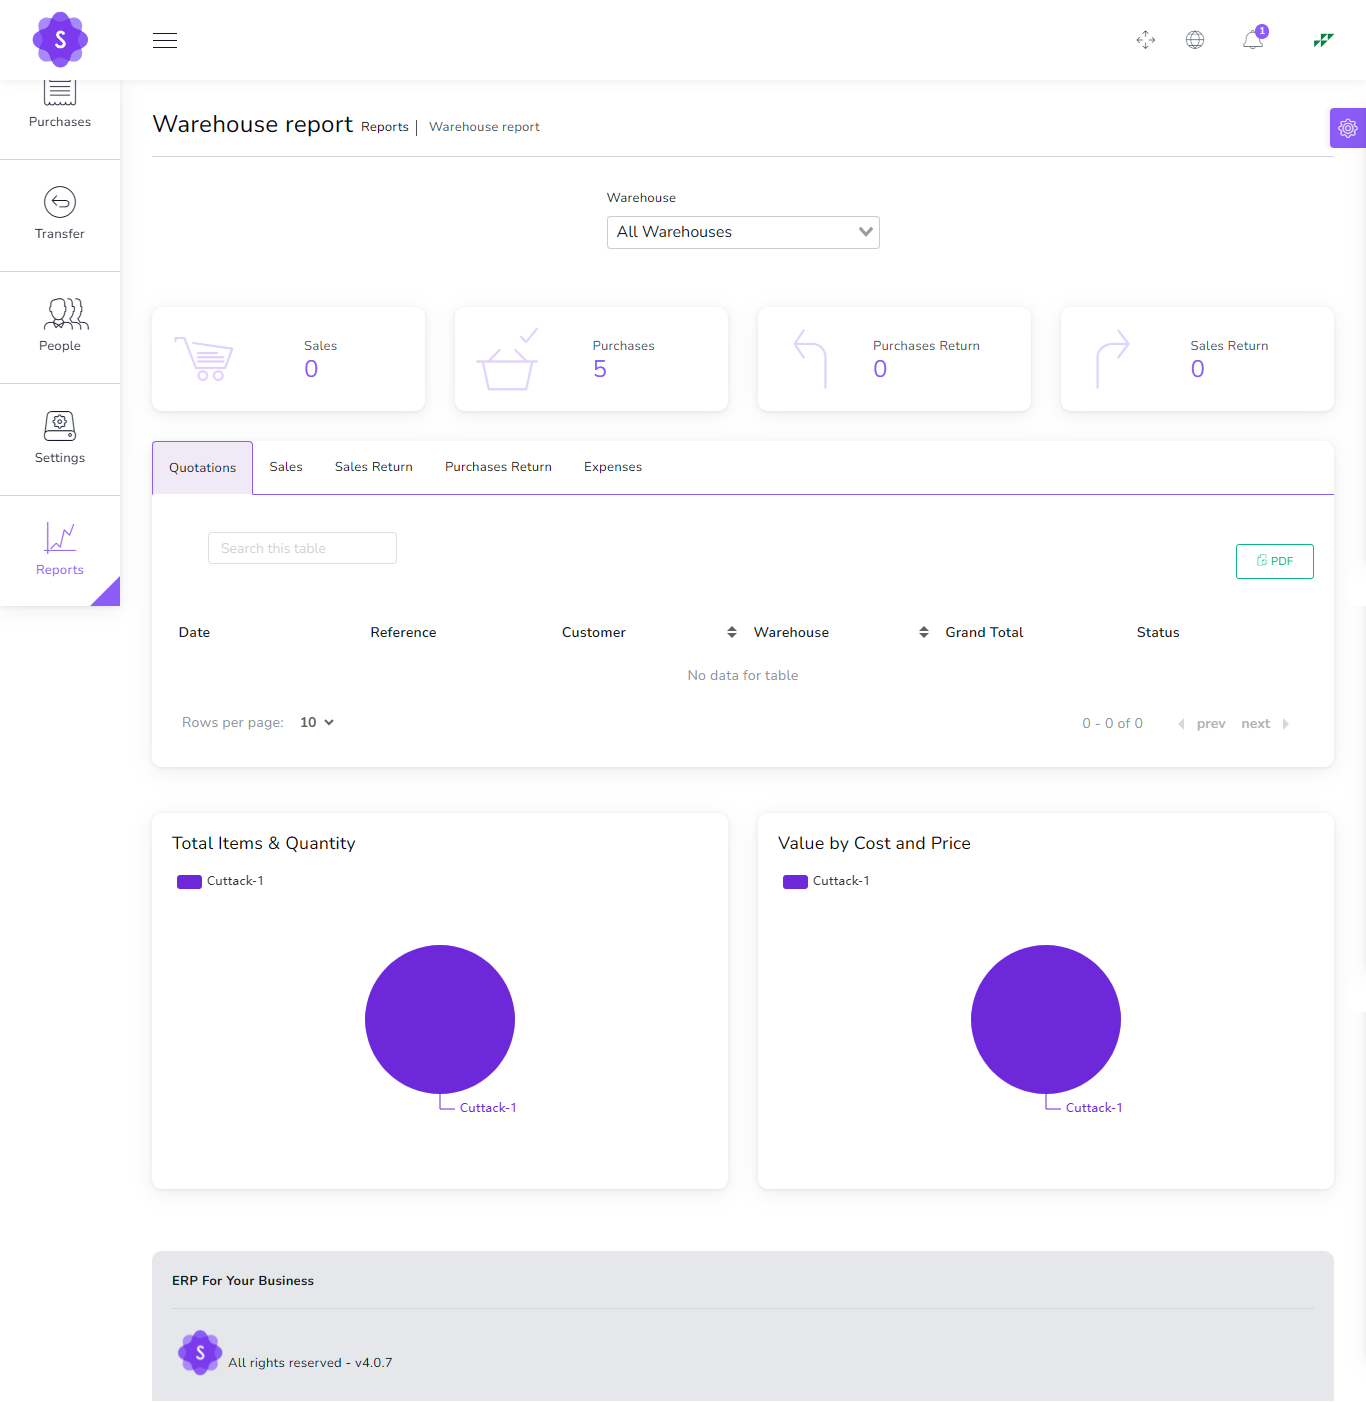 S
1
Purchases
Transfer
People
Settings
Reports
Warehouse report Reports | Warehouse report
Warehouse
All Warehouses
Sales
0
Purchases
5
Purchases Return
0
Sales Return
0
Quotations Sales Sales Return Purchases Return Expenses
Search this table
PDF
Date Reference Customer Warehouse Grand Total Status
No data for table
Rows per page: 10 0 - 0 of 0 prev next
Total Items & Quantity
Cuttack-1
Cuttack-1
Value by Cost and Price
Cuttack-1
Cuttack-1
ERP For Your Business
S All rights reserved - v4.0.7